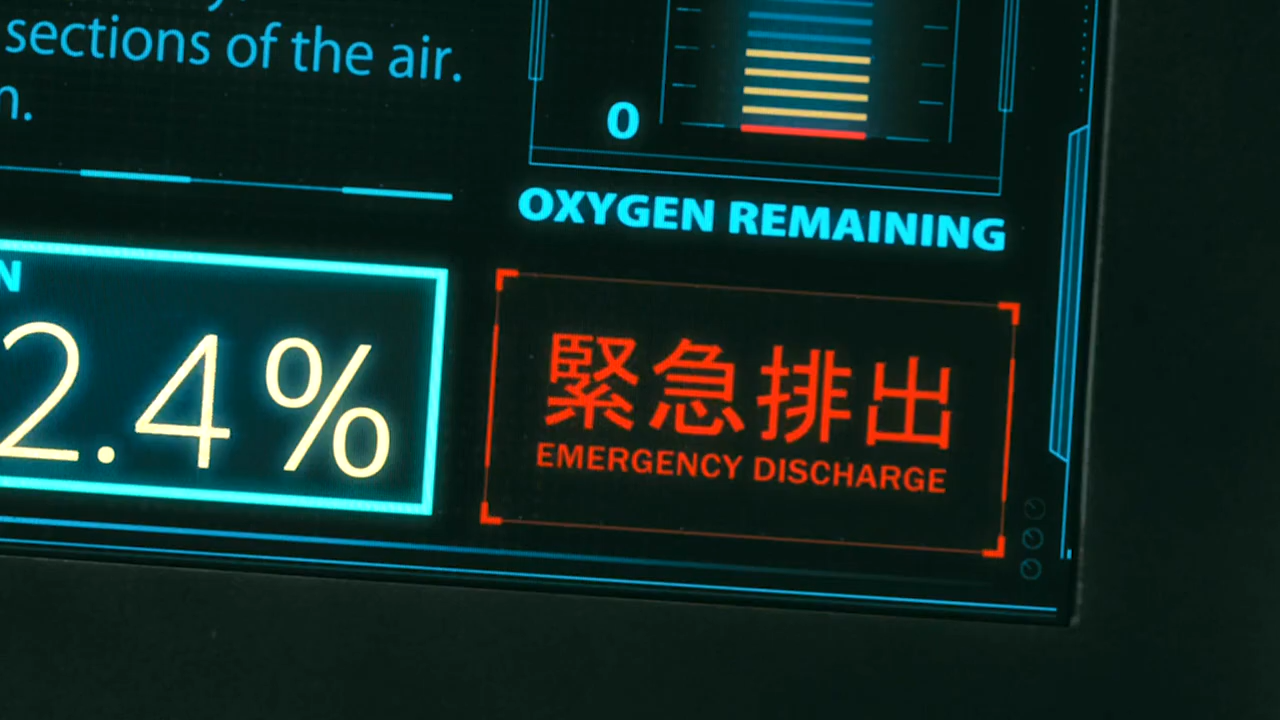 sections of the air.
0
OXYGEN REMAINING
2.4%
緊急排出
EMERGENCY DISCHARGE